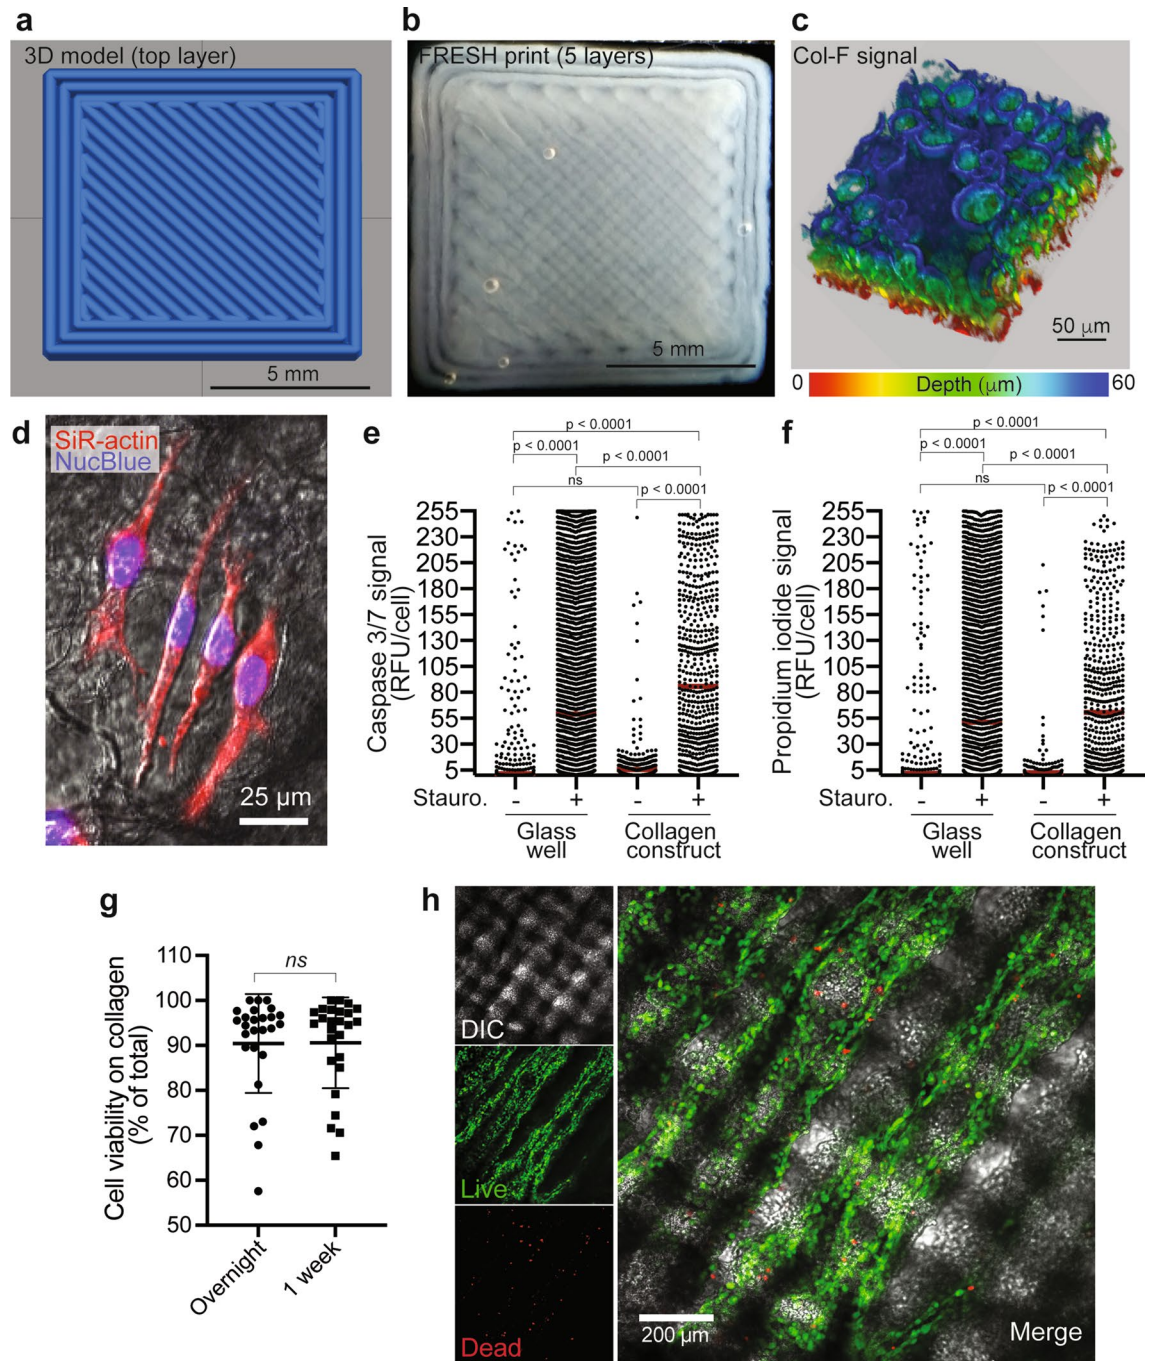 a
3D model (top layer)
5 mm
b
FRESH print (5 layers)
5 mm
c
Col-F signal
50 μm
0
Depth (μm)
60
d
SiR-actin
NucBlue
25 μm
e
p < 0.0001
p < 0.0001
p < 0.0001
ns
p < 0.0001
Caspase 3/7 signal
(RFU/cell)
255
230
205
180
155
130
105
80
55
30
5
Stauro.
- + - +
Glass
well
Collagen
construct
f
p < 0.0001
p < 0.0001
p < 0.0001
ns
p < 0.0001
Propidium iodide signal
(RFU/cell)
255
230
205
180
155
130
105
80
55
30
5
Stauro.
- + - +
Glass
well
Collagen
construct
g
ns
Cell viability on collagen
(% of total)
110
100
90
80
70
60
50
Overnight
1 week
h
DIC
Live
Dead
200 μm
Merge